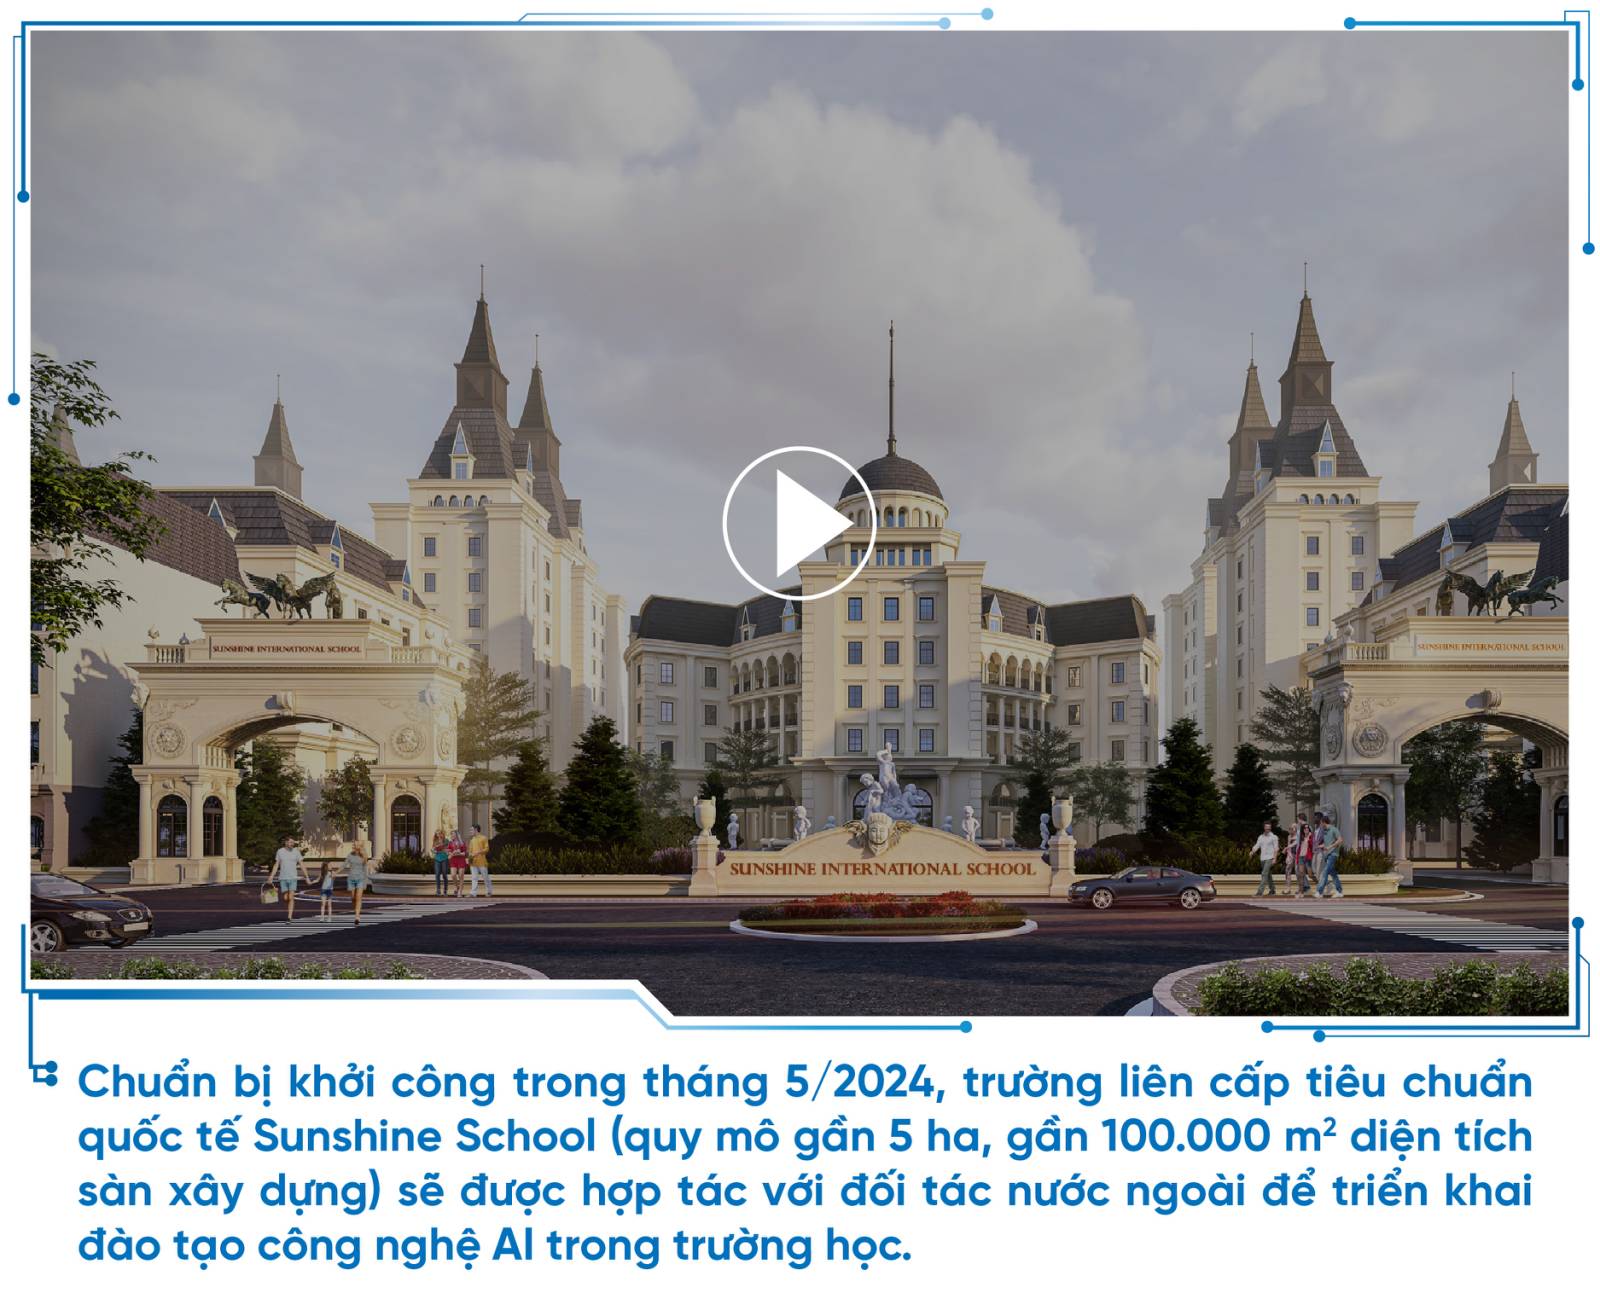 SUNSHINE INTERNATIONAL SCHOOL
SUNSHINE INTERNATIONAL SCHOOL
SUNSHINE INTERNATIONAL SCHOOL
Chuẩn bị khởi công trong tháng 5/2024, trường liên cấp tiêu chuẩn
quốc tế Sunshine School (quy mô gần 5 ha, gần 100.000 m² diện tích
sàn xây dựng) sẽ được hợp tác với đối tác nước ngoài để triển khai
đào tạo công nghệ AI trong trường học.